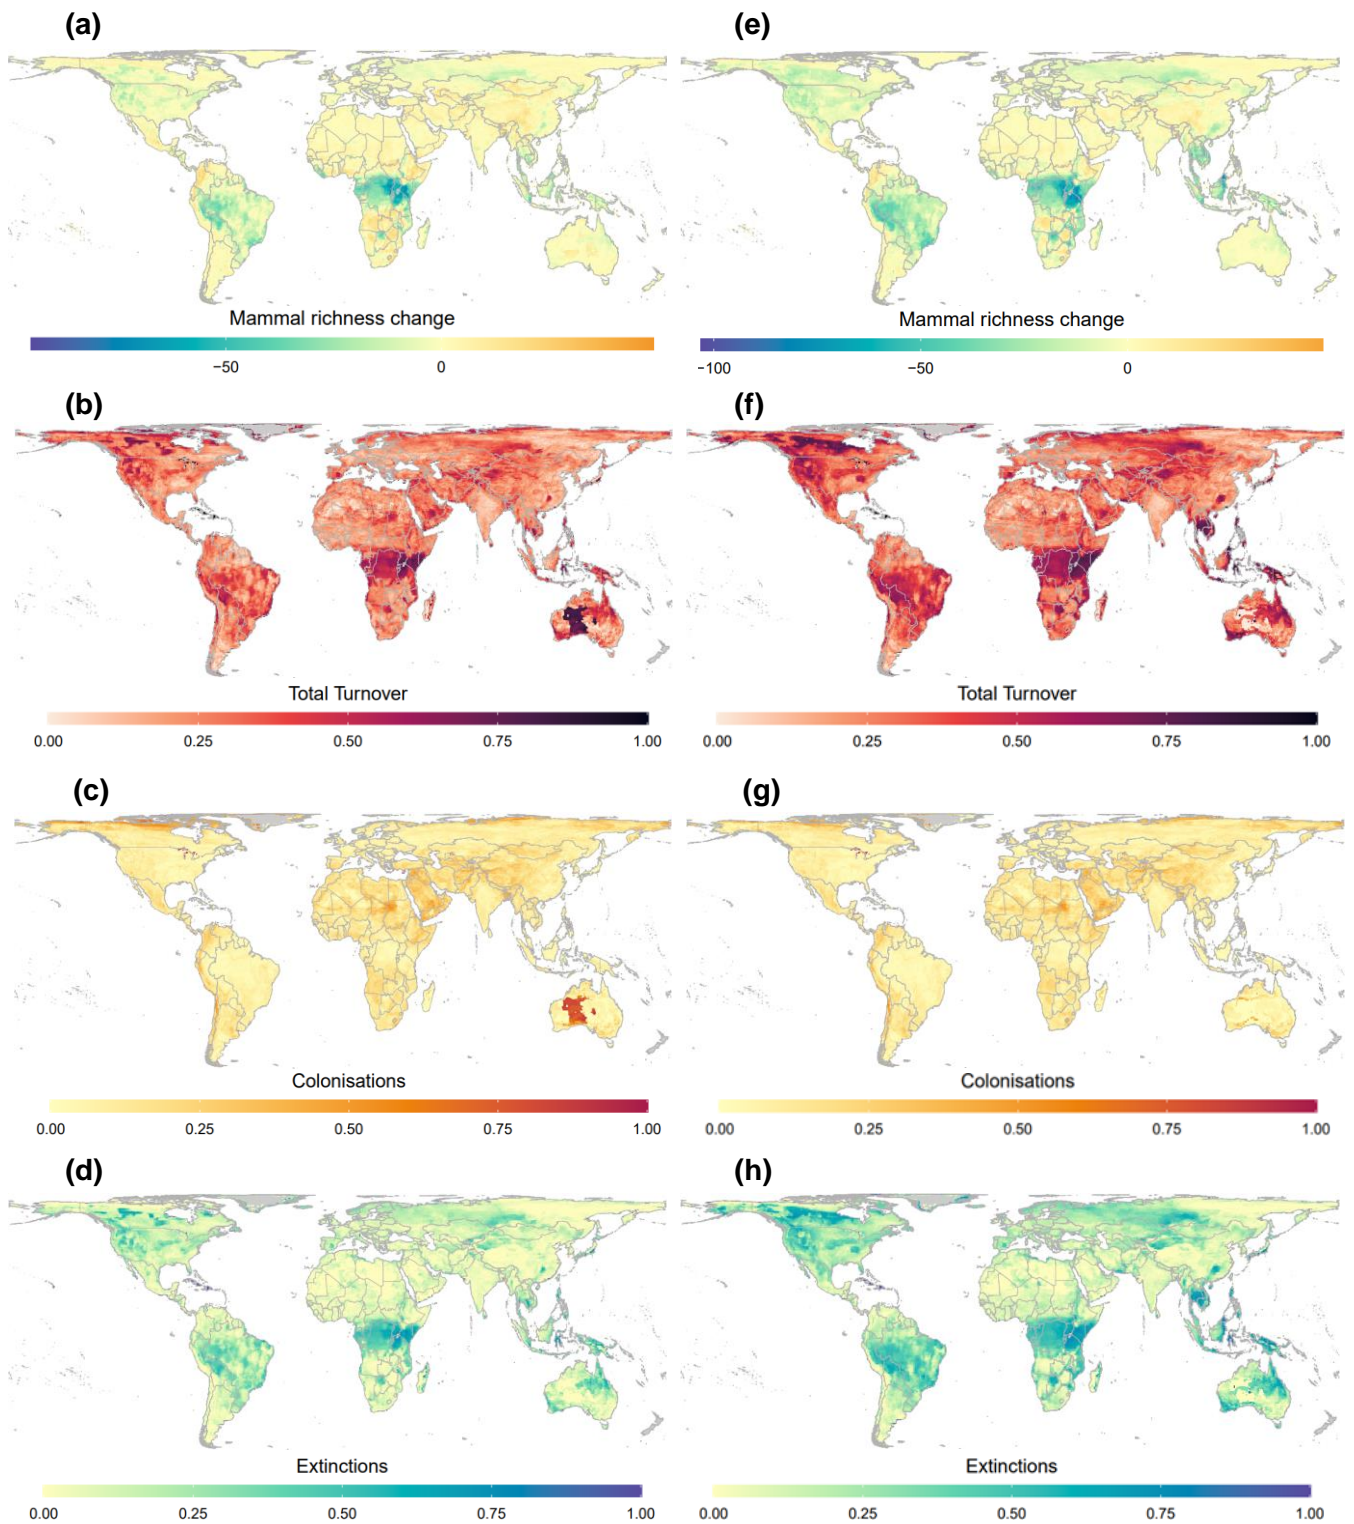 (a)
(e)
Mammal richness change
−50
0
Mammal richness change
−100
−50
0
(b)
(f)
Total Turnover
0.00
0.25
0.50
0.75
1.00
Total Turnover
0.00
0.25
0.50
0.75
1.00
(c)
(g)
Colonisations
0.00
0.25
0.50
0.75
1.00
Colonisations
0.00
0.25
0.50
0.75
1.00
(d)
(h)
Extinctions
0.00
0.25
0.50
0.75
1.00
Extinctions
0.00
0.25
0.50
0.75
1.00